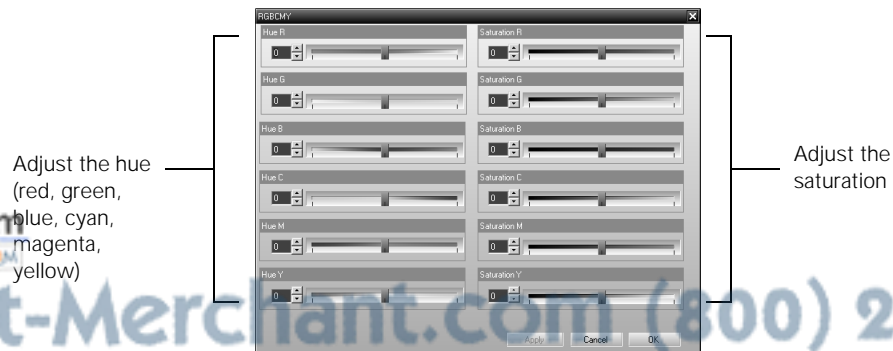 RGBCMY
Hue R
0
Saturation R
0
Hue G
0
Saturation G
0
Hue B
0
Saturation B
0
Hue C
0
Saturation C
0
Hue M
0
Saturation M
0
Hue Y
0
Saturation Y
0
Apply Cancel OK
Adjust the hue
(red, green,
blue, cyan,
magenta,
yellow)
Adjust the
saturation
t-Merchant.com (800) 2